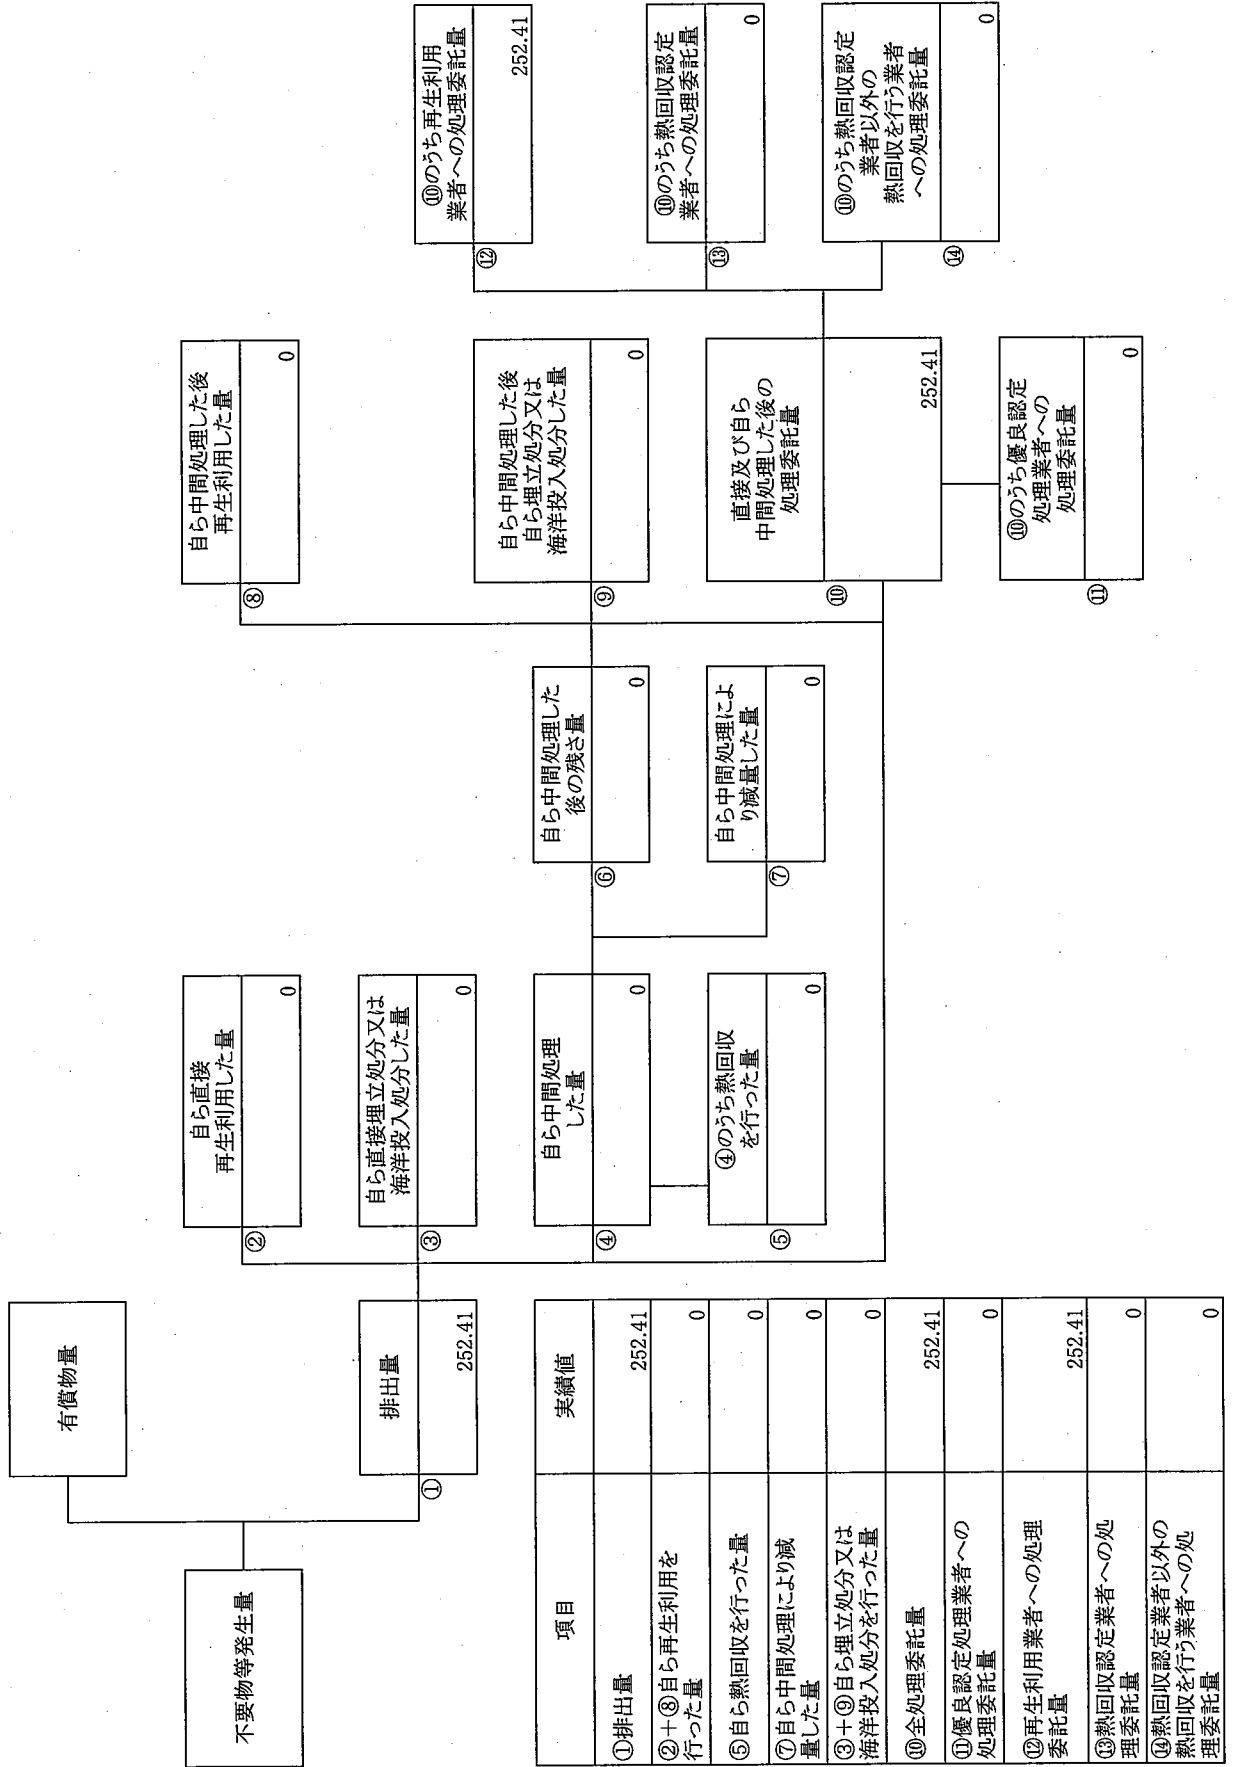 不要物等発生量
有償物量
排出量
①
252.41
自ら直接
再生利用した量
②
0
自ら直接埋立処分又は
海洋投入処分した量
③
0
自ら中間処理
した量
④
0
④のうち熱回収
を行った量
⑤
0
自ら中間処理した
後の残さ量
⑥
0
自ら中間処理によ
り減量した量
⑦
0
自ら中間処理した後
再生利用した量
⑧
0
自ら中間処理した後
自ら埋立処分又は
海洋投入処分した量
⑨
0
直接及び自ら
中間処理した後の
処理委託量
⑩
252.41
⑩のうち優良認定
処理業者への
処理委託量
⑪
0
⑩のうち再生利用
業者への処理委託量
⑫
252.41
⑩のうち熱回収認定
業者への処理委託量
⑬
0
⑩のうち熱回収認定
業者以外の
熱回収を行う業者
への処理委託量
⑭
0
項目 実績値
①排出量 252.41
②+⑧自ら再生利用を
行った量 0
⑤自ら熱回収を行った量 0
⑦自ら中間処理により減
量した量 0
③+⑨自ら埋立処分又は
海洋投入処分を行った量 0
⑩全処理委託量 252.41
⑪優良認定処理業者への
処理委託量 0
⑫再生利用業者への処理
委託量 252.41
⑬熱回収認定業者への処
理委託量 0
⑭熱回収認定業者以外の
熱回収を行う業者への処
理委託量 0